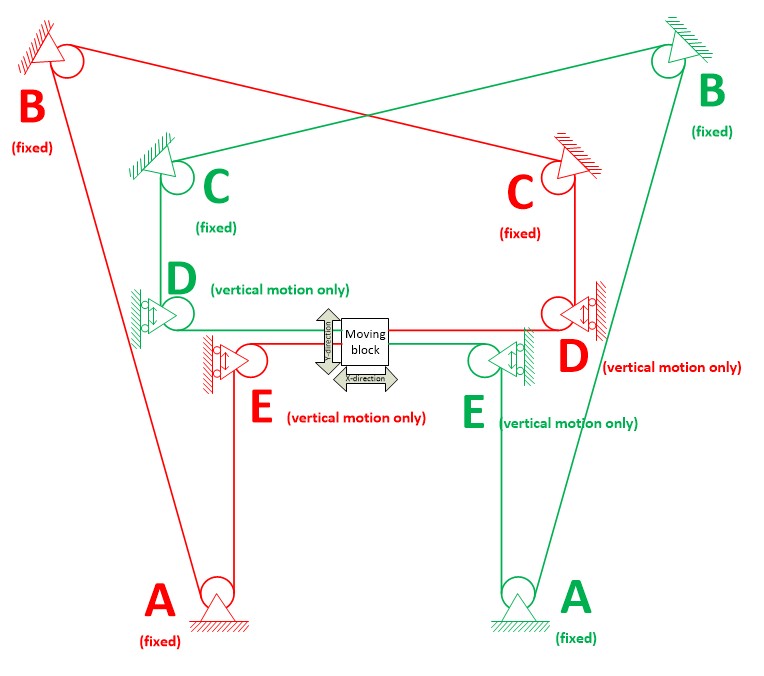 B
(fixed)
B
(fixed)
C
(fixed)
C
(fixed)
D
(vertical motion only)
Y-direction
Moving
block
X-direction
D
(vertical motion only)
E
(vertical motion only)
E
(vertical motion only)
A
(fixed)
A
(fixed)